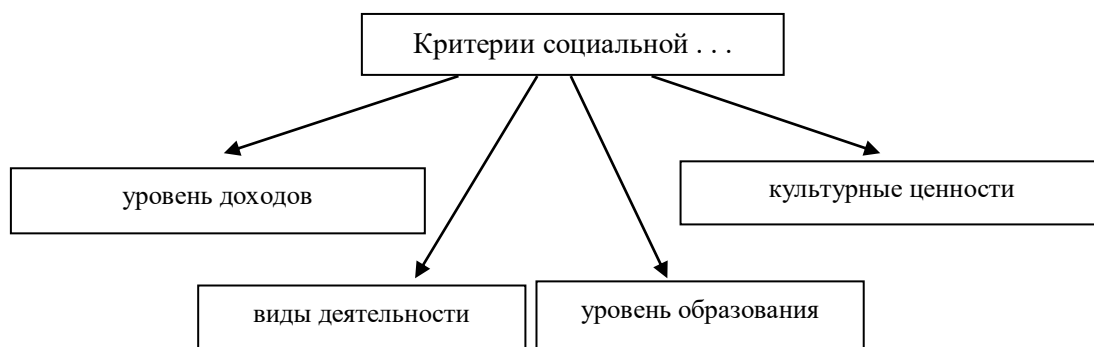 Критерии социальной . . .
уровень доходов
культурные ценности
виды деятельности
уровень образования